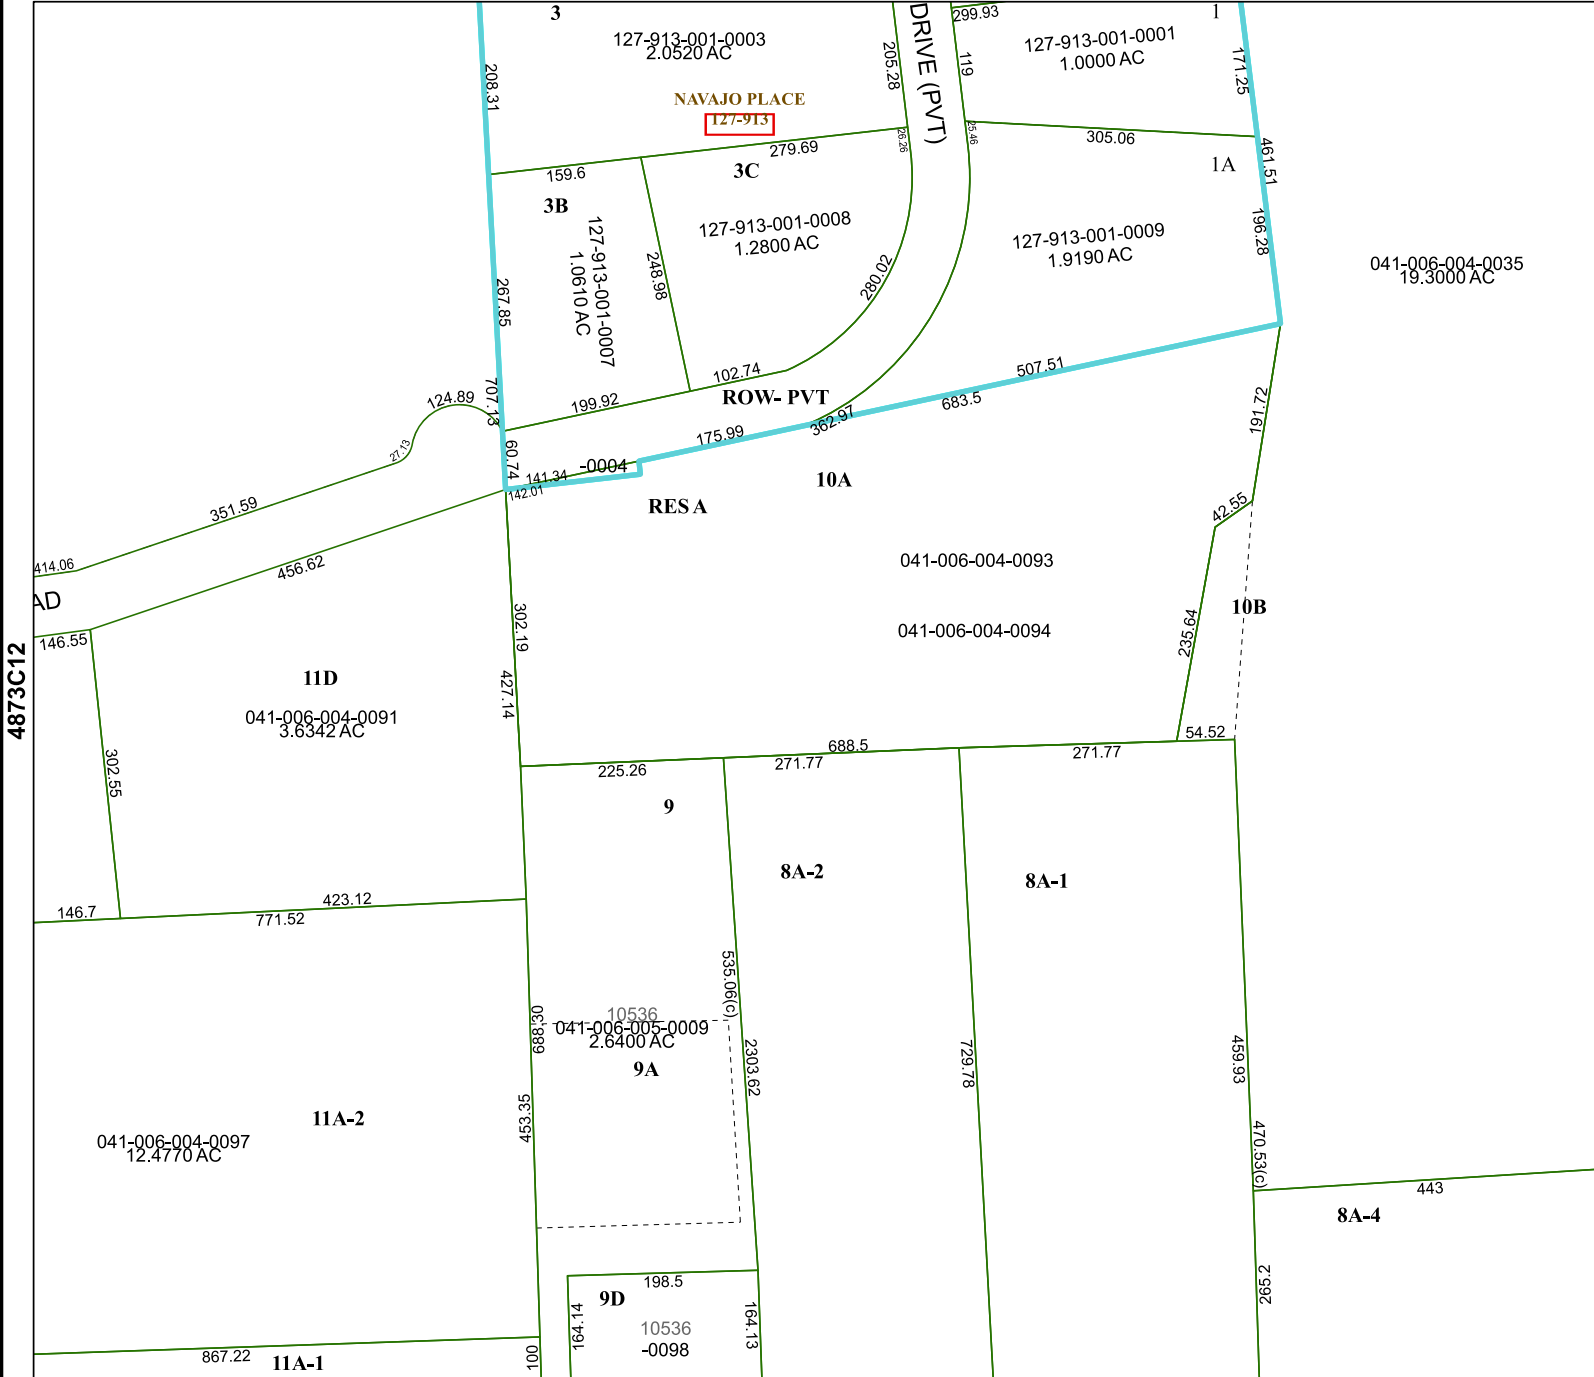 3
127-913-001-0003
2.0520 AC
NAVAJO PLACE
127-913
208.31
205.28
DRIVE (PVT)
299.93
119
127-913-001-0001
1.0000 AC
1
171.25
159.6
279.69
26.26
25.46
305.06
461.51
1A
3B
3C
127-913-001-0007
1.0610 AC
127-913-001-0008
1.2800 AC
127-913-001-0009
1.9190 AC
196.28
041-006-004-0035
19.3000 AC
267.85
248.98
280.02
707.13
124.89
199.92
102.74
ROW- PVT
507.51
683.5
362.97
175.99
191.72
27.13
60.74
141.34
-0004
142.01
RES A
10A
351.59
456.62
414.06
AD
146.55
42.55
041-006-004-0093
041-006-004-0094
10B
235.64
302.19
427.14
4873C12
11D
041-006-004-0091
3.6342 AC
302.55
688.5
54.52
225.26
271.77
271.77
9
8A-2
8A-1
423.12
146.7
771.52
535.06(c)
688.30
10536
041-006-005-0009
2.6400 AC
9A
2303.62
729.78
459.93
453.35
11A-2
041-006-004-0097
12.4770 AC
470.53(c)
443
8A-4
265.2
198.5
9D
164.14
10536
-0098
164.13
867.22
11A-1
100